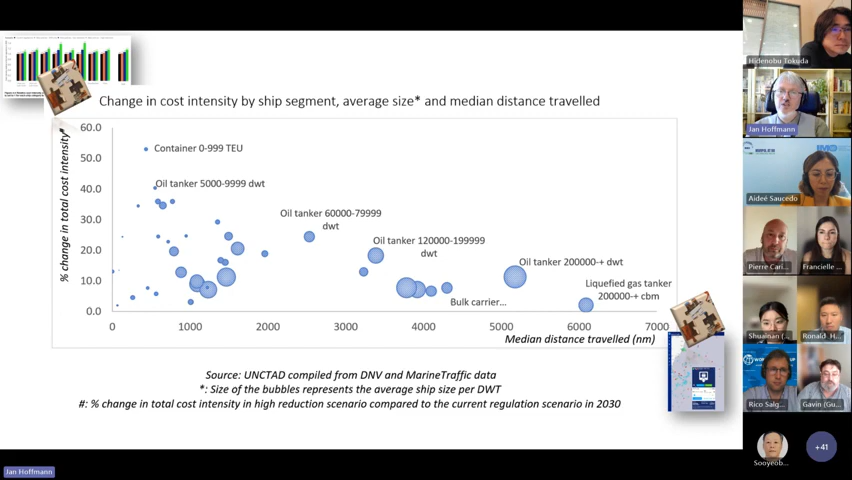 Change in cost intensity by ship segment, average size* and median distance travelled
% change in total cost intensity#
60.0
50.0
40.0
30.0
20.0
10.0
0.0
Container 0-999 TEU
Oil tanker 5000-9999 dwt
Oil tanker 60000-79999
dwt
Oil tanker 120000-199999
dwt
Oil tanker 200000-+ dwt
Liquefied gas tanker
200000-+ cbm
Bulk carrier...
0
1000
2000
3000
4000
5000
6000
7000
Median distance travelled (nm)
Source: UNCTAD compiled from DNV and MarineTraffic data
*: Size of the bubbles represents the average ship size per DWT
#: % change in total cost intensity in high reduction scenario compared to the current regulation scenario in 2030
Jan Hoffmann
Hidenobu Tokuda
Jan Hoffmann
Aideé Saucedo
Pierre Cari...
Francielle
Shuainan (
Ronald H...
Rico Salg...
Gavin (Gu...
Sooyeob...
+41